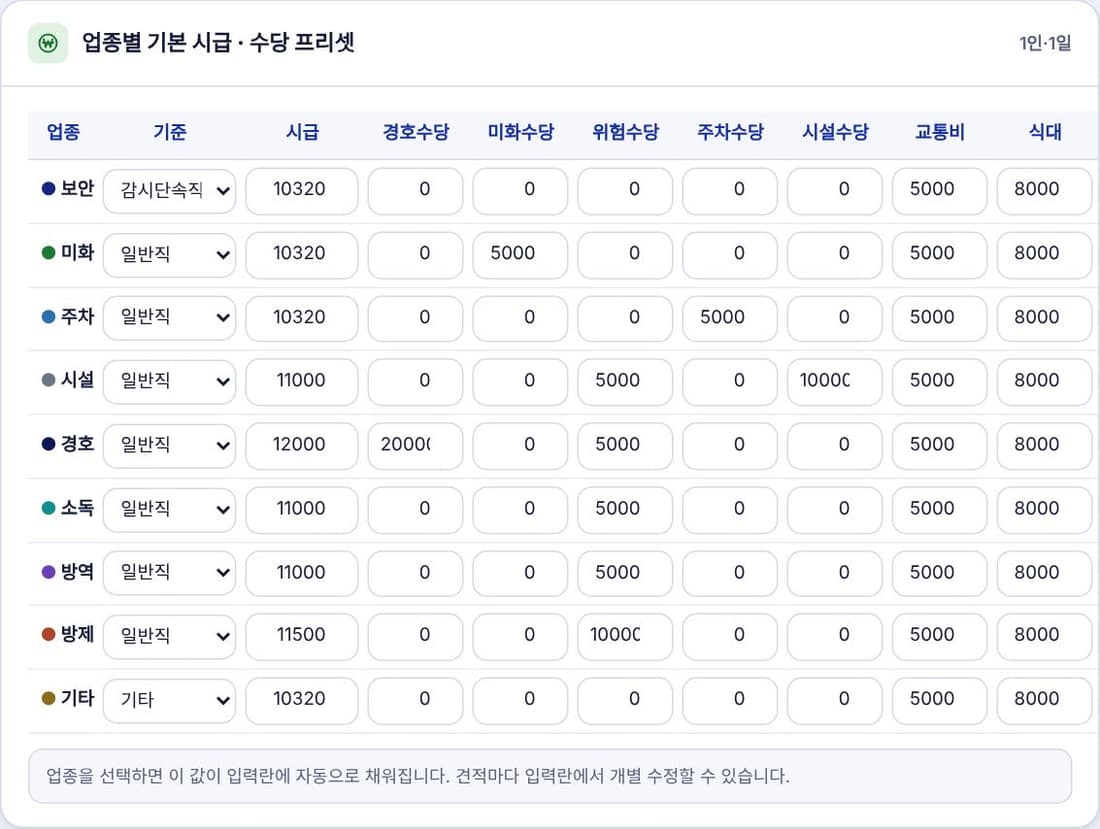 업종별 기본 시급 · 수당 프리셋 1인·1일
업종 기준 시급 경호수당 미화수당 위험수당 주차수당 시설수당 교통비 식대
보안 감시단속직 10320 0 0 0 0 0 5000 8000
미화 일반직 10320 0 5000 0 0 0 5000 8000
주차 일반직 10320 0 0 0 5000 0 5000 8000
시설 일반직 11000 0 0 5000 0 10000 5000 8000
경호 일반직 12000 20000 0 5000 0 0 5000 8000
소독 일반직 11000 0 0 5000 0 0 5000 8000
방역 일반직 11000 0 0 5000 0 0 5000 8000
방제 일반직 11500 0 0 10000 0 0 5000 8000
기타 기타 10320 0 0 0 0 0 5000 8000
업종을 선택하면 이 값이 입력란에 자동으로 채워집니다. 견적마다 입력란에서 개별 수정할 수 있습니다.